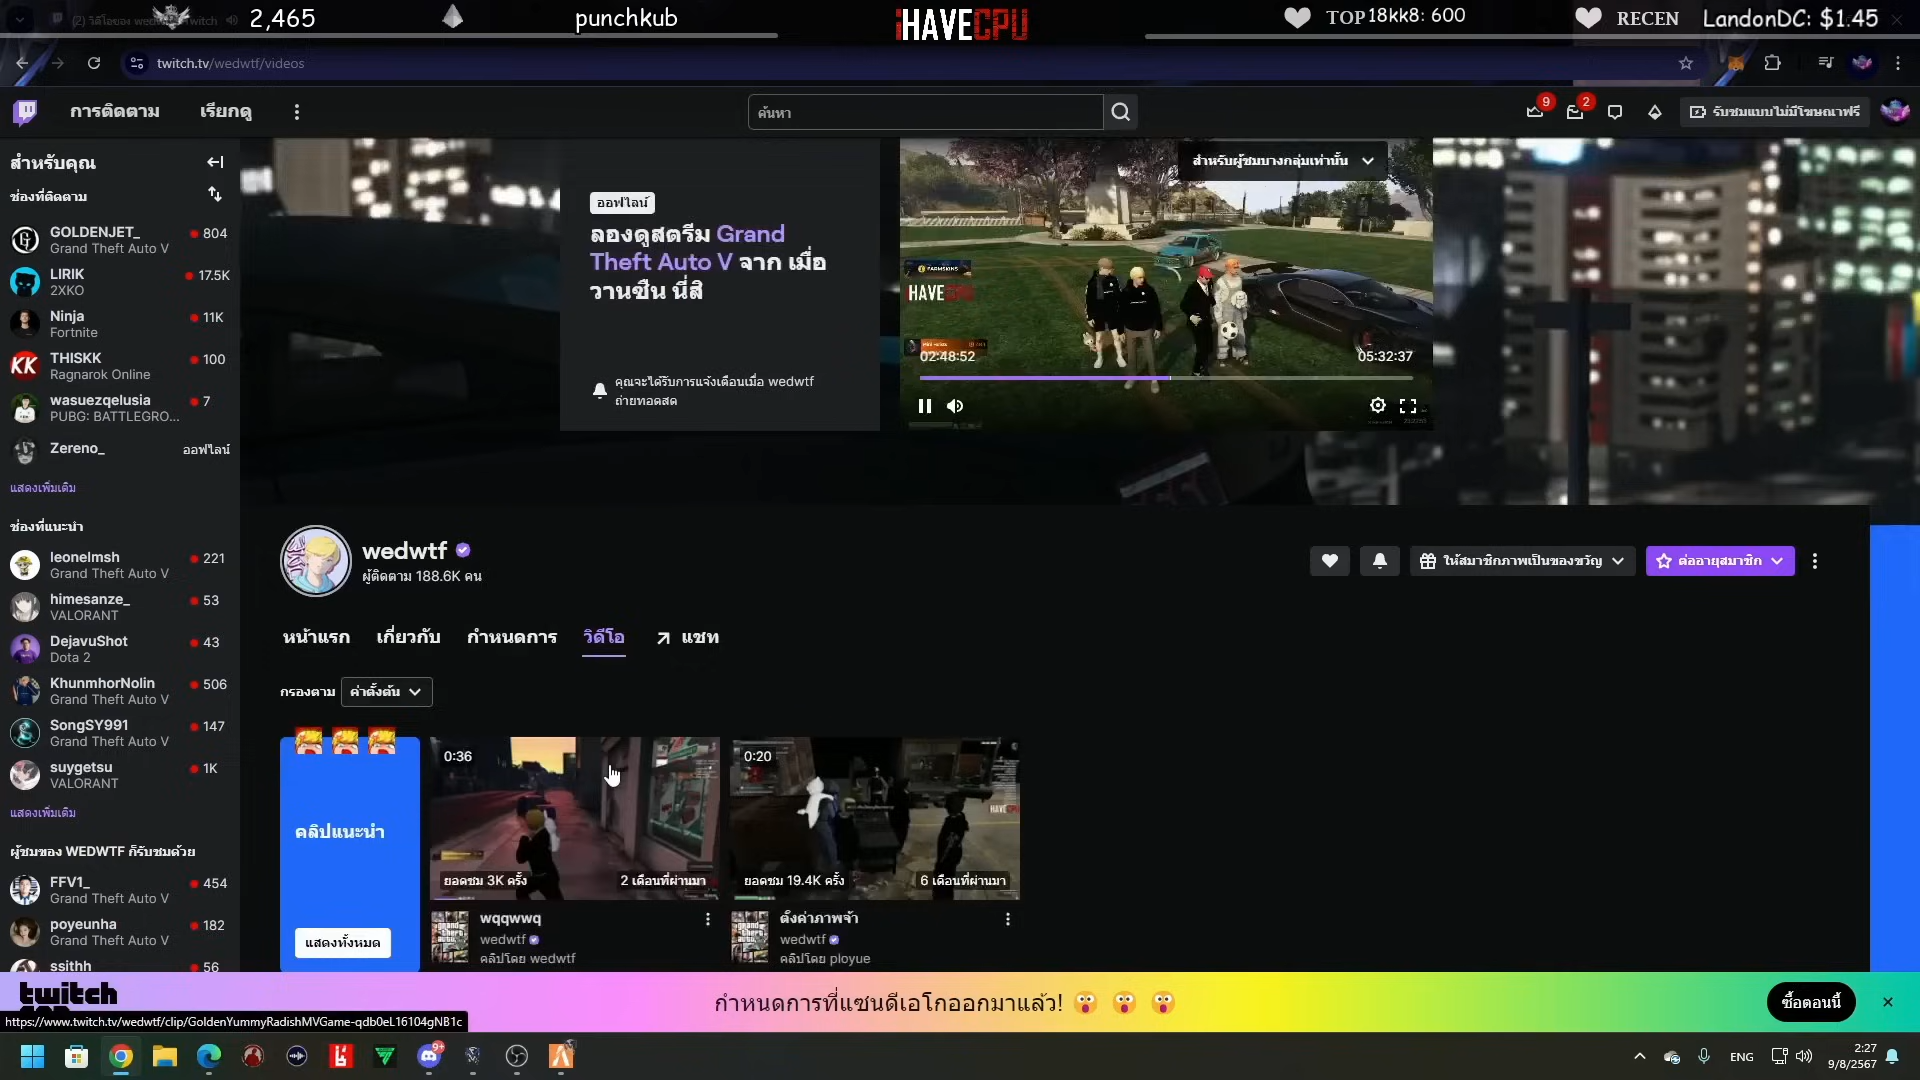 2,465
punchkub
iHAVECPU
TOP 18kk8: 600
RECEN LandonDC: $1.45
(2) วิดีโอของ wedwtf - Twitch
twitch.tv/wedwtf/videos
การติดตาม
เรียกดู
ค้นหา
9
2
รับชมแบบไม่มีโฆษณาฟรี
สำหรับคุณ
ช่องที่ติดตาม
GOLDENJET_
804
Grand Theft Auto V
LIRIK
17.5K
2XKO
Ninja
11K
Fortnite
THISKK
100
Ragnarok Online
wasuezqelusia
7
PUBG: BATTLEGRO...
Zereno_
ออฟไลน์
แสดงเพิ่มเติม
ช่องที่แนะนำ
leonelmsh
221
Grand Theft Auto V
himesanze_
53
VALORANT
DejavuShot
43
Dota 2
KhunmhorNolin
506
Grand Theft Auto V
SongSY991
147
Grand Theft Auto V
suygetsu
1K
VALORANT
แสดงเพิ่มเติม
ผู้ชมของ WEDWTF ก็รับชมด้วย
FFV1_
454
Grand Theft Auto V
poyeunha
182
Grand Theft Auto V
ssithh
56
ออฟไลน์
ลองดูสตรีม Grand
Theft Auto V จาก เมื่อ
วานซืน นี่สิ
คุณจะได้รับการแจ้งเตือนเมื่อ wedwtf
ถ่ายทอดสด
สำหรับผู้ชมบางกลุ่มเท่านั้น
FARMSKINS
HAVECPU
02:48:52
05:32:37
wedwtf
ผู้ติดตาม 188.6K คน
ให้สมาชิกภาพเป็นของขวัญ
ต่ออายุสมาชิก
หน้าแรก
เกี่ยวกับ
กำหนดการ
วิดีโอ
แชท
กรองตาม
ค่าตั้งต้น
คลิปแนะนำ
แสดงทั้งหมด
0:36
ยอดชม 3K ครั้ง
2 เดือนที่ผ่านมา
wqqwwq
wedwtf
คลิปโดย wedwtf
0:20
HAVE
ยอดชม 19.4K ครั้ง
6 เดือนที่ผ่านมา
ตั้งค่าภาพจ้า
wedwtf
คลิปโดย ployue
twitch
กำหนดการที่แซนดีเอโกออกมาแล้ว!
ซื้อตอนนี้
https://www.twitch.tv/wedwtf/clip/GoldenYummyRadishMVGame-qdb0eL16104gNB1c
9+
ENG
2:27
9/8/2567